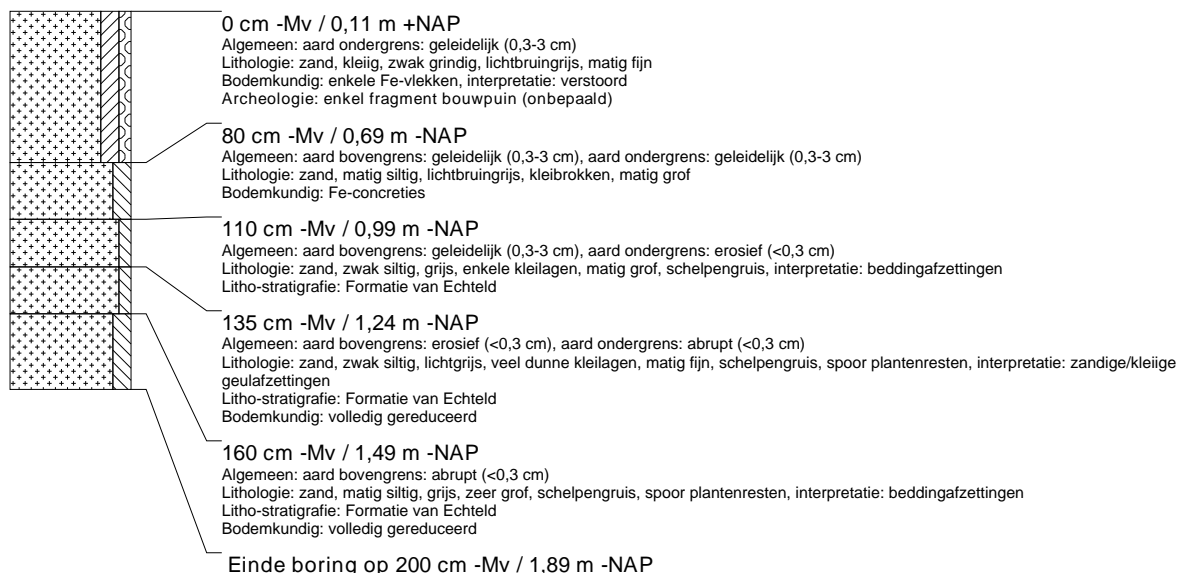 0 cm -Mv / 0,11 m +NAP
Algemeen: aard ondergrens: geleidelijk (0,3-3 cm)
Lithologie: zand, kleiig, zwak grindig, lichtbruingrijs, matig fijn
Bodemkundig: enkele Fe-vlekken, interpretatie: verstoord
Archeologie: enkel fragment bouwpuin (onbepaald)
80 cm -Mv / 0,69 m -NAP
Algemeen: aard bovengrens: geleidelijk (0,3-3 cm), aard ondergrens: geleidelijk (0,3-3 cm)
Lithologie: zand, matig siltig, lichtbruingrijs, kleibrokken, matig grof
Bodemkundig: Fe-concreties
110 cm -Mv / 0,99 m -NAP
Algemeen: aard bovengrens: geleidelijk (0,3-3 cm), aard ondergrens: erosief (<0,3 cm)
Lithologie: zand, zwak siltig, grijs, enkele kleilagen, matig grof, schelpengruis, interpretatie: beddingafzettingen
Litho-stratigrafie: Formatie van Echteld
135 cm -Mv / 1,24 m -NAP
Algemeen: aard bovengrens: erosief (<0,3 cm), aard ondergrens: abrupt (<0,3 cm)
Lithologie: zand, zwak siltig, lichtgrijs, veel dunne kleilagen, matig fijn, schelpengruis, spoor plantenresten, interpretatie: zandige/kleiige
geulafzettingen
Litho-stratigrafie: Formatie van Echteld
Bodemkundig: volledig gereduceerd
160 cm -Mv / 1,49 m -NAP
Algemeen: aard bovengrens: abrupt (<0,3 cm)
Lithologie: zand, matig siltig, grijs, zeer grof, schelpengruis, spoor plantenresten, interpretatie: beddingafzettingen
Litho-stratigrafie: Formatie van Echteld
Bodemkundig: volledig gereduceerd
Einde boring op 200 cm -Mv / 1,89 m -NAP